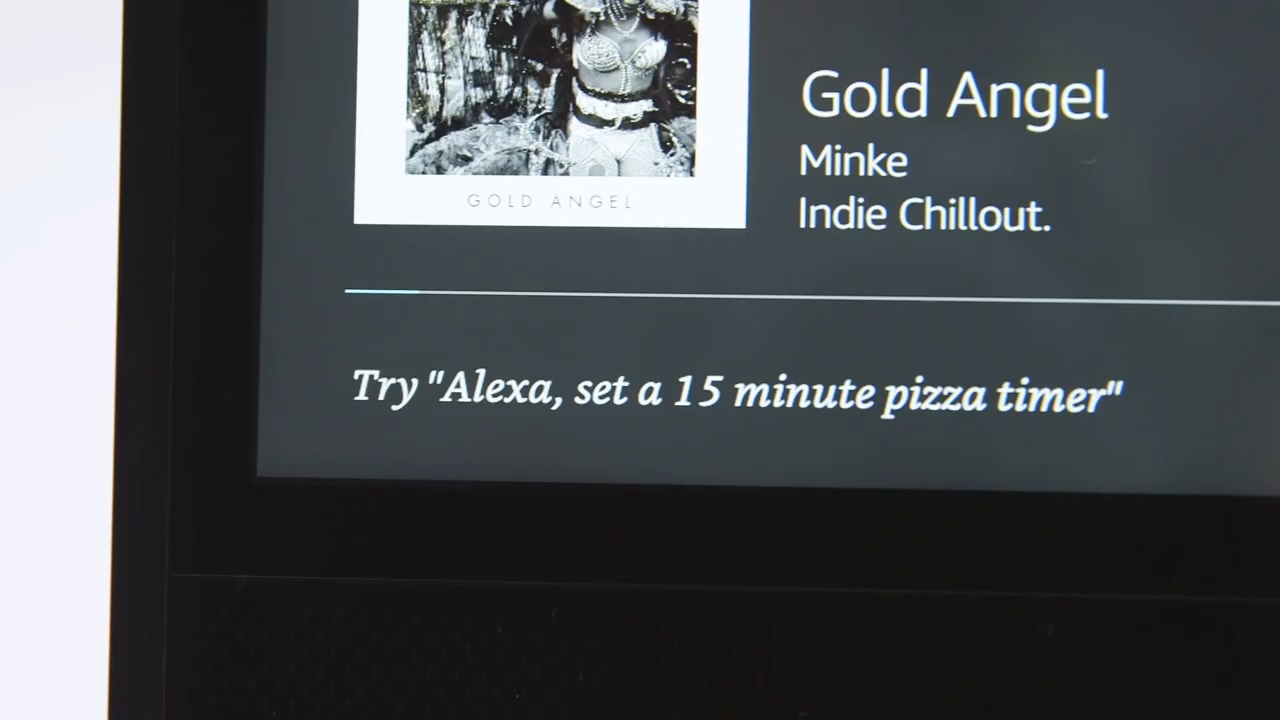 Gold Angel
Minke
Indie Chillout.
GOLD ANGEL
Try "Alexa, set a 15 minute pizza timer"